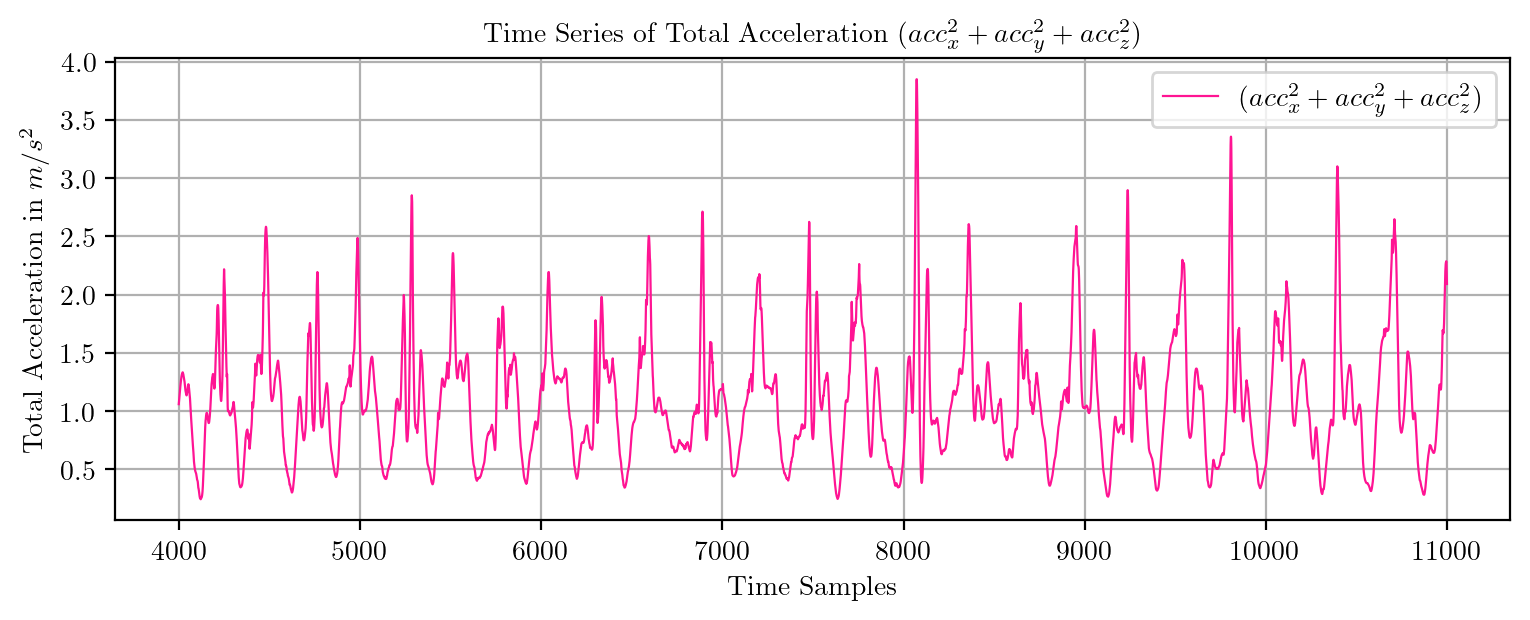 Time Series of Total Acceleration $(acc_x^2 + acc_y^2 + acc_z^2)$
Total Acceleration in $m/s^2$
4.0
3.5
3.0
2.5
2.0
1.5
1.0
0.5
$(acc_x^2 + acc_y^2 + acc_z^2)$
4000 5000 6000 7000 8000 9000 10000 11000
Time Samples